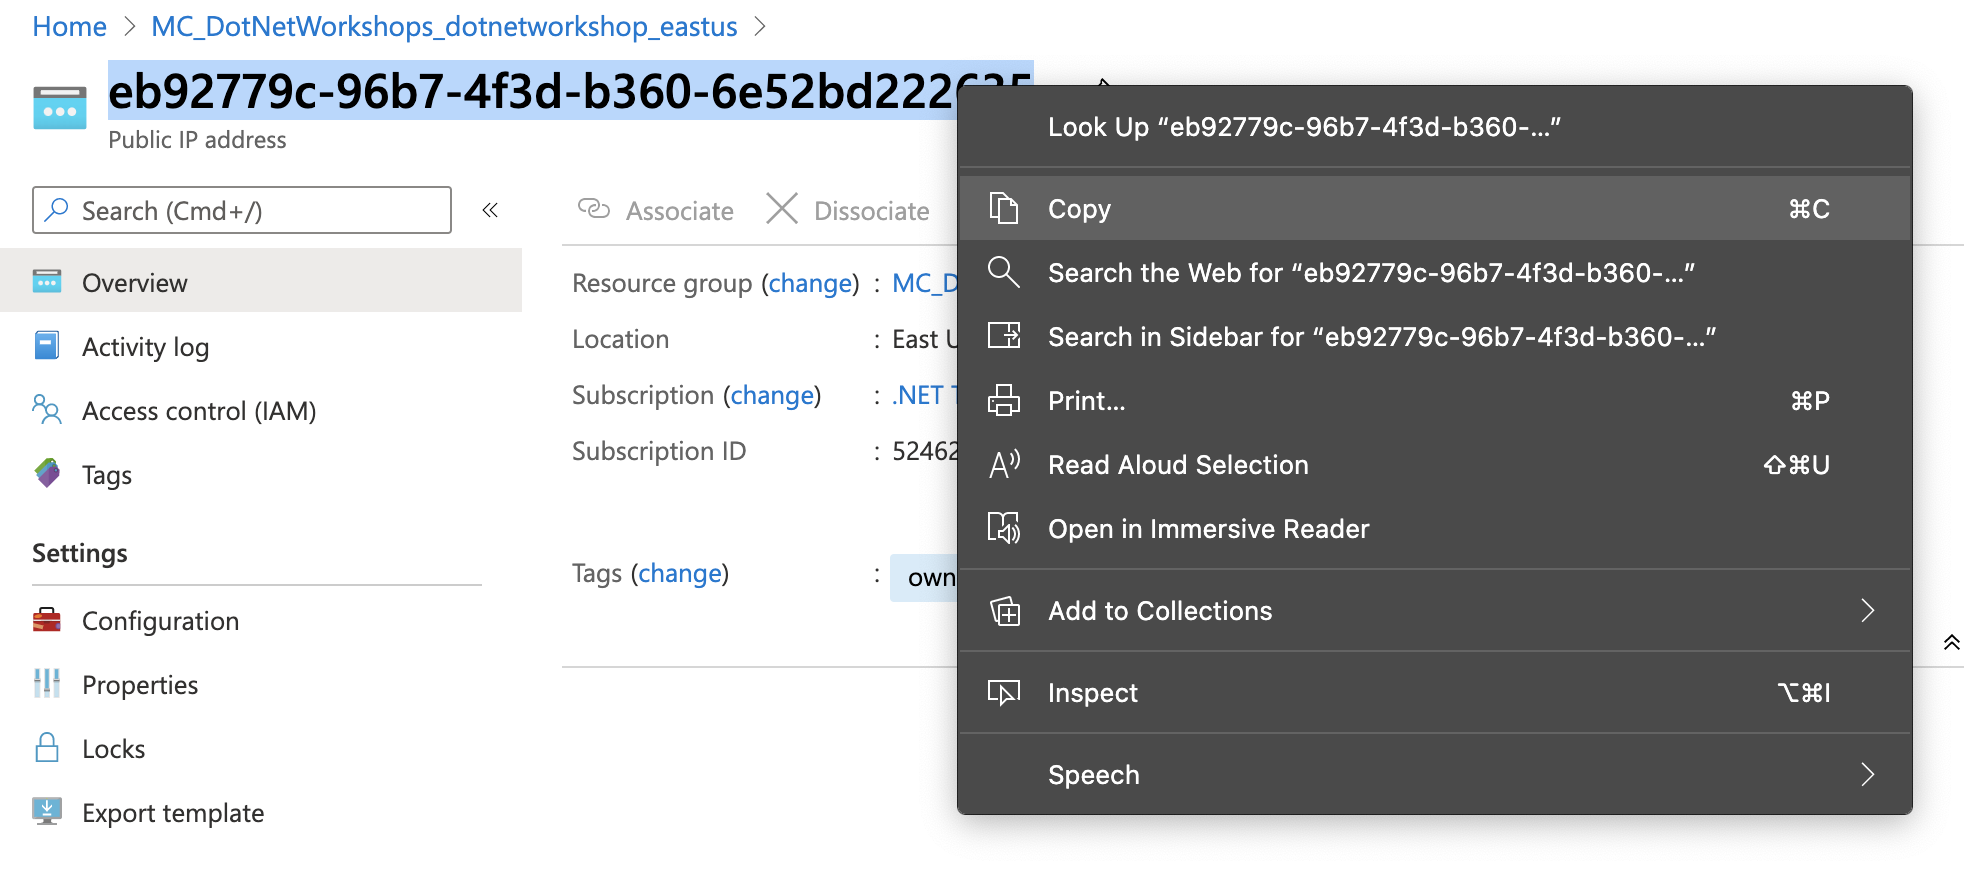 Home > MC_DotNetWorkshops_dotnetworkshop_eastus >
eb92779c-96b7-4f3d-b360-6e52bd222635
Public IP address
Search (Cmd+/)
«
Associate
Dissociate
Overview
Activity log
Access control (IAM)
Tags
Settings
Configuration
Properties
Locks
Export template
Resource group (change) : MC_D
Location : East U
Subscription (change) : .NET T
Subscription ID : 52462
Tags (change) : own
Look Up “eb92779c-96b7-4f3d-b360-...”
Copy ⌘C
Search the Web for “eb92779c-96b7-4f3d-b360-...”
Search in Sidebar for “eb92779c-96b7-4f3d-b360-...”
Print... ⌘P
Read Aloud Selection ⇧⌘U
Open in Immersive Reader
Add to Collections
Inspect ⌥⌘I
Speech